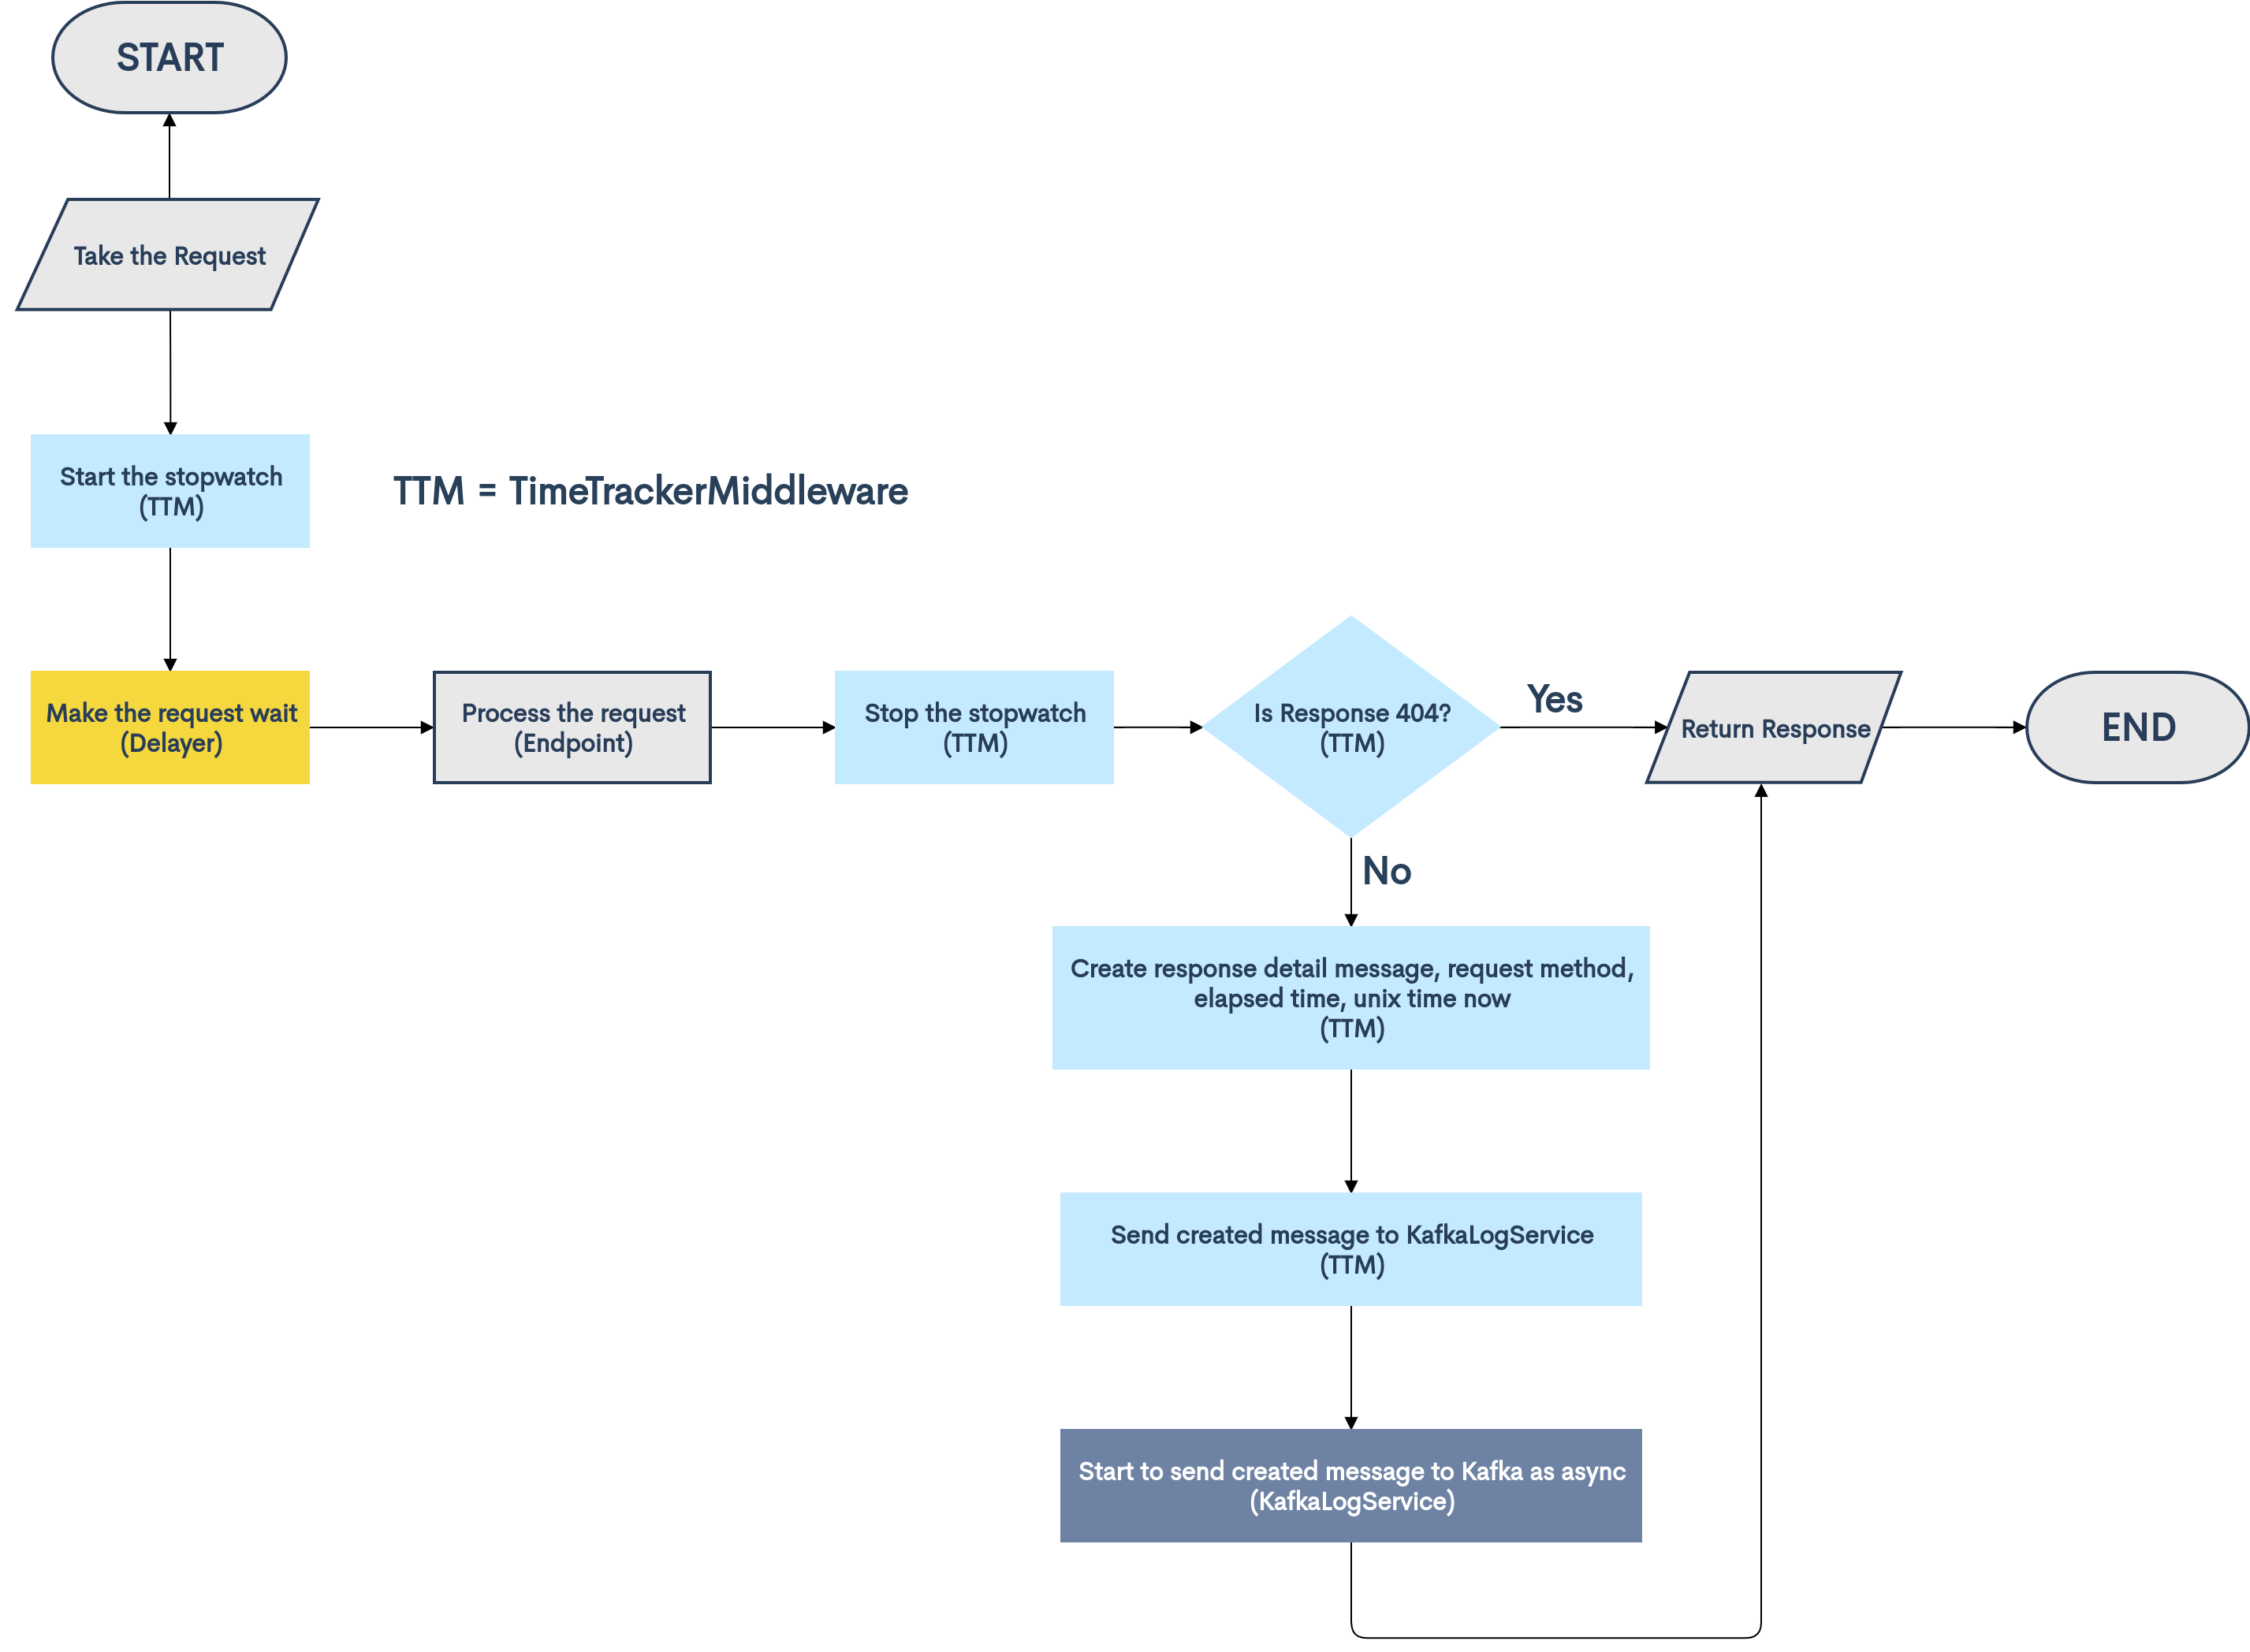 START
Take the Request
Start the stopwatch
(TTM)
TTM = TimeTrackerMiddleware
Make the request wait
(Delayer)
Process the request
(Endpoint)
Stop the stopwatch
(TTM)
Is Response 404?
(TTM)
Yes
Return Response
END
No
Create response detail message, request method,
elapsed time, unix time now
(TTM)
Send created message to KafkaLogService
(TTM)
Start to send created message to Kafka as async
(KafkaLogService)